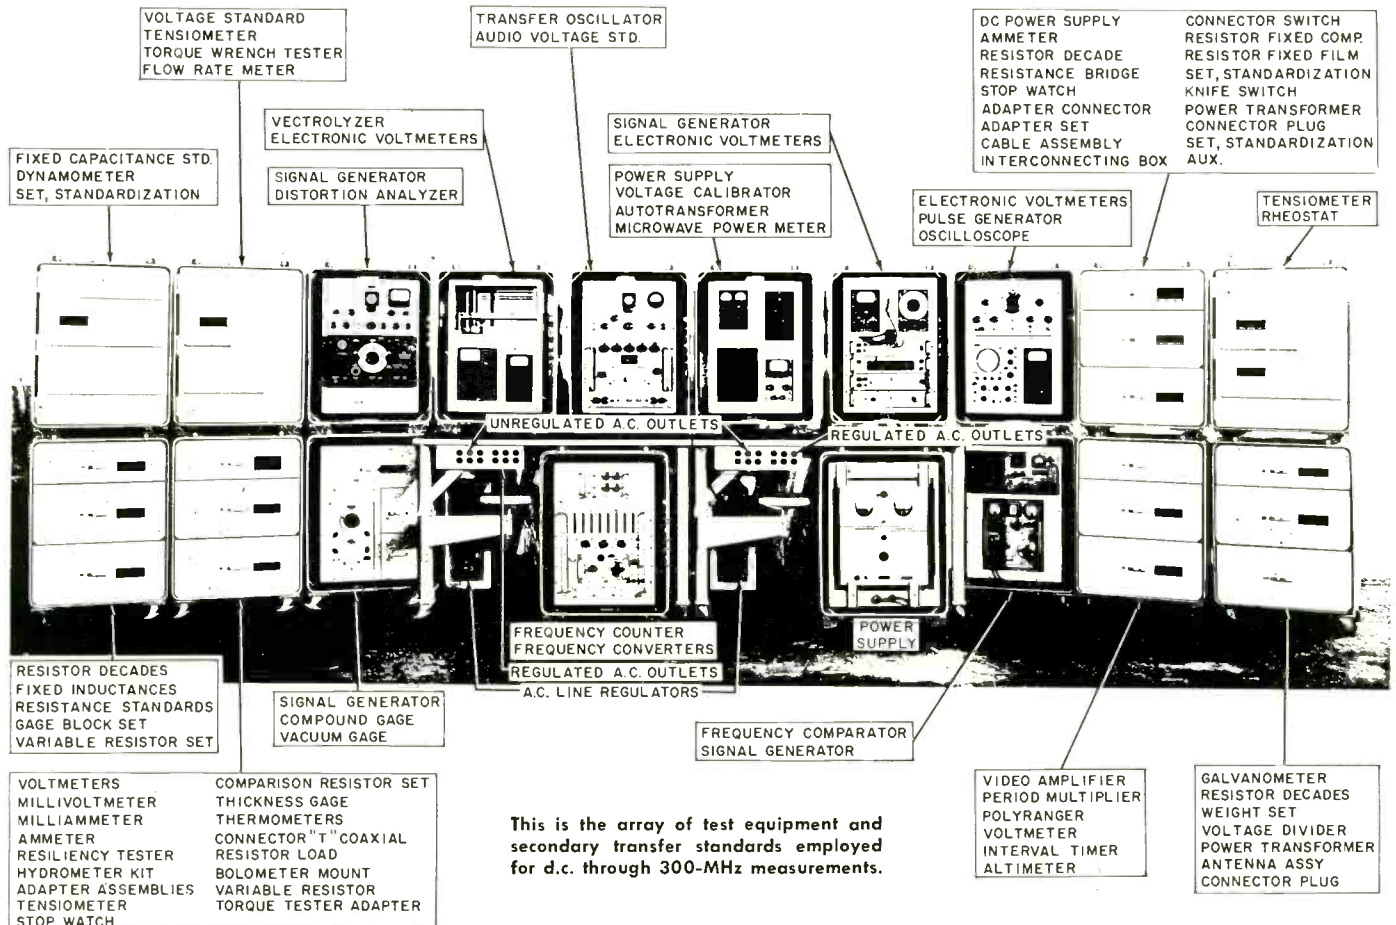 VOLTAGE STANDARD
TENSIOMETER
TORQUE WRENCH TESTER
FLOW RATE METER
TRANSFER OSCILLATOR
AUDIO VOLTAGE STD.
DC POWER SUPPLY
AMMETER
RESISTOR DECADE
RESISTANCE BRIDGE
STOP WATCH
ADAPTER CONNECTOR
ADAPTER SET
CABLE ASSEMBLY
INTERCONNECTING BOX
CONNECTOR SWITCH
RESISTOR FIXED COMP.
RESISTOR FIXED FILM
SET, STANDARDIZATION
KNIFE SWITCH
POWER TRANSFORMER
CONNECTOR PLUG
SET, STANDARDIZATION
AUX.
VECTROLYZER
ELECTRONIC VOLTMETERS
SIGNAL GENERATOR
ELECTRONIC VOLTMETERS
FIXED CAPACITANCE STD.
DYNAMOMETER
SET, STANDARDIZATION
SIGNAL GENERATOR
DISTORTION ANALYZER
POWER SUPPLY
VOLTAGE CALIBRATOR
AUTOTRANSFORMER
MICROWAVE POWER METER
ELECTRONIC VOLTMETERS
PULSE GENERATOR
OSCILLOSCOPE
TENSIOMETER
RHEOSTAT
UNREGULATED A.C. OUTLETS
REGULATED A.C. OUTLETS
FREQUENCY COUNTER
FREQUENCY CONVERTERS
REGULATED A.C. OUTLETS
A.C. LINE REGULATORS
POWER
SUPPLY
RESISTOR DECADES
FIXED INDUCTANCES
RESISTANCE STANDARDS
GAGE BLOCK SET
VARIABLE RESISTOR SET
SIGNAL GENERATOR
COMPOUND GAGE
VACUUM GAGE
FREQUENCY COMPARATOR
SIGNAL GENERATOR
VOLTMETERS
MILLIVOLTMETER
MILLIAMMETER
AMMETER
RESILIENCY TESTER
HYDROMETER KIT
ADAPTER ASSEMBLIES
TENSIOMETER
STOP WATCH
COMPARISON RESISTOR SET
THICKNESS GAGE
THERMOMETERS
CONNECTOR "T" COAXIAL
RESISTOR LOAD
BOLOMETER MOUNT
VARIABLE RESISTOR
TORQUE TESTER ADAPTER
This is the array of test equipment and
secondary transfer standards employed
for d.c. through 300-MHz measurements.
VIDEO AMPLIFIER
PERIOD MULTIPLIER
POLYRANGER
VOLTMETER
INTERVAL TIMER
ALTIMETER
GALVANOMETER
RESISTOR DECADES
WEIGHT SET
VOLTAGE DIVIDER
POWER TRANSFORMER
ANTENNA ASSY
CONNECTOR PLUG